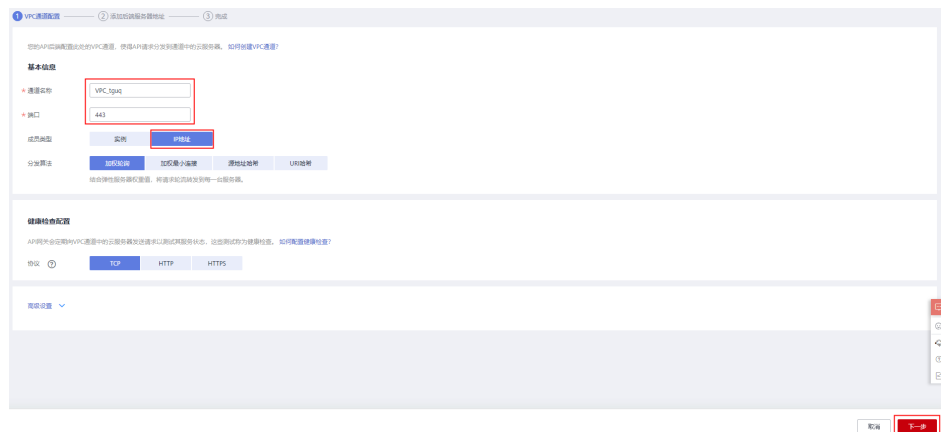 1 VPC通道配置 2 添加后端服务器地址 3 完成
您的API后端配置此处的VPC通道，使得API请求分发到通道中的云服务器。 如何创建VPC通道?
基本信息
* 通道名称 VPC_tguq
* 端口 443
成员类型 实例 IP地址
分发算法 加权轮询 加权最小连接 源地址哈希 URI哈希
结合弹性服务器权重值，将请求轮流转发到每一台服务器。
健康检查配置
API网关会定期向VPC通道中的云服务器发送请求以测试其服务状态，这些测试称为健康检查。 如何配置健康检查?
协议 ? TCP HTTP HTTPS
高级设置
取消 下一步